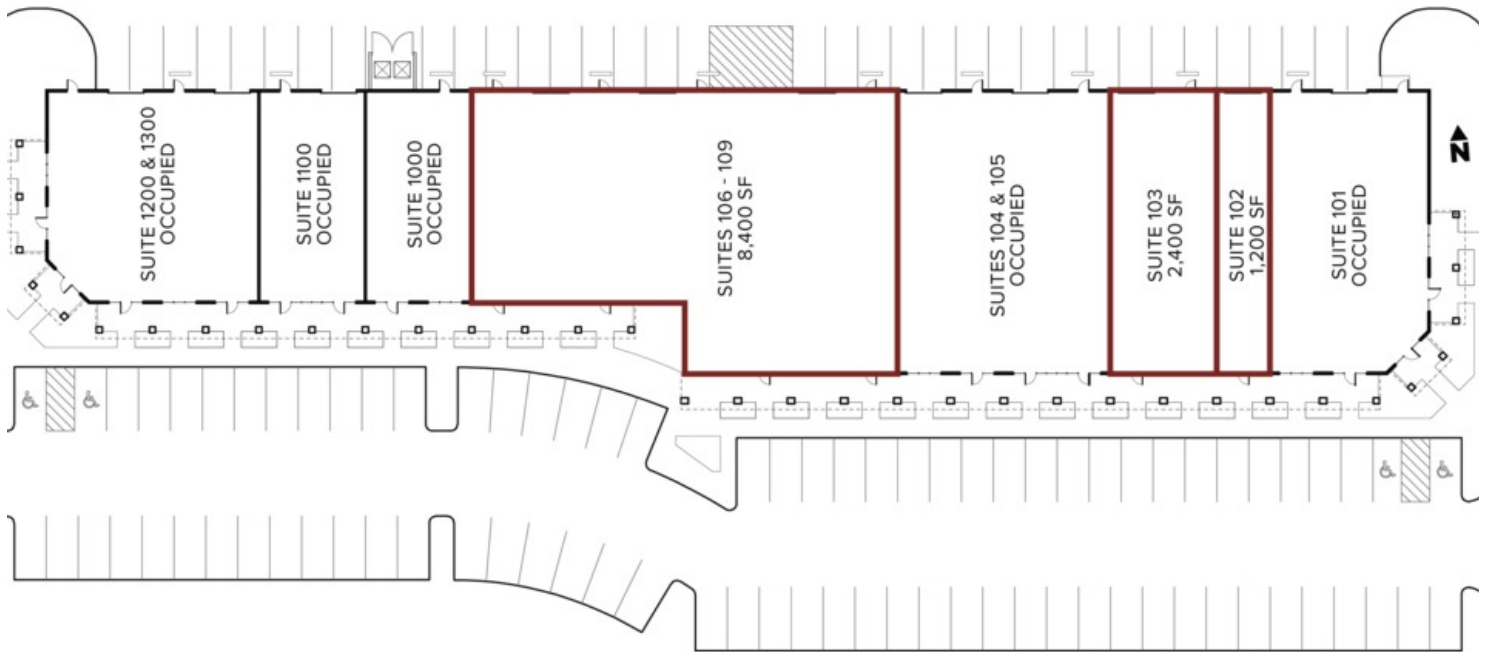 SUITE 1200 & 1300
OCCUPIED
SUITE 1100
OCCUPIED
SUITE 1000
OCCUPIED
SUITES 106 - 109
8,400 SF
SUITES 104 & 105
OCCUPIED
SUITE 103
2,400 SF
SUITE 102
1,200 SF
SUITE 101
OCCUPIED
N